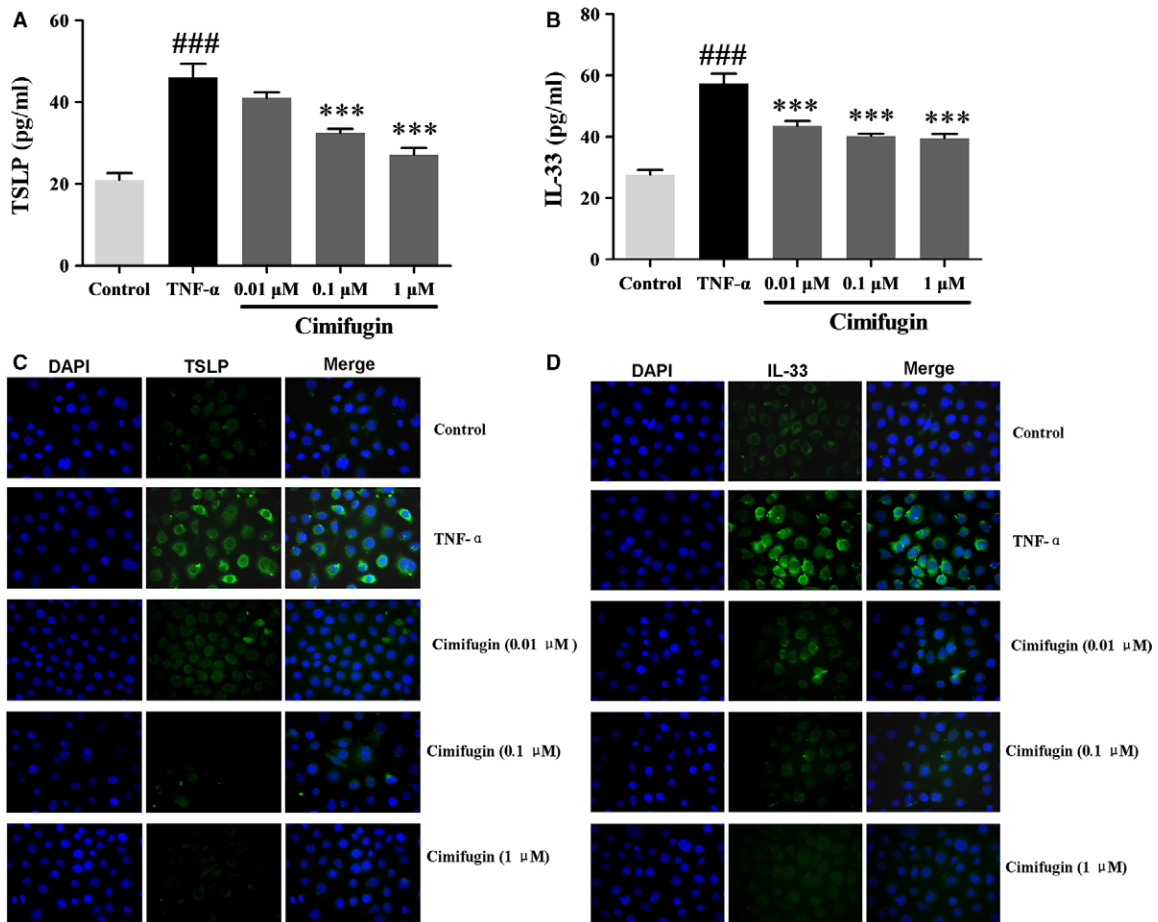 A
TSLP (pg/ml)
60
40
20
0
###
***
***
Control
TNF-α
0.01 μM
0.1 μM
1 μM
Cimifugin
B
IL-33 (pg/ml)
80
60
40
20
0
###
***
***
***
Control
TNF-α
0.01 μM
0.1 μM
1 μM
Cimifugin
C
DAPI
TSLP
Merge
Control
TNF-α
Cimifugin (0.01 μM)
Cimifugin (0.1 μM)
Cimifugin (1 μM)
D
DAPI
IL-33
Merge
Control
TNF-α
Cimifugin (0.01 μM)
Cimifugin (0.1 μM)
Cimifugin (1 μM)